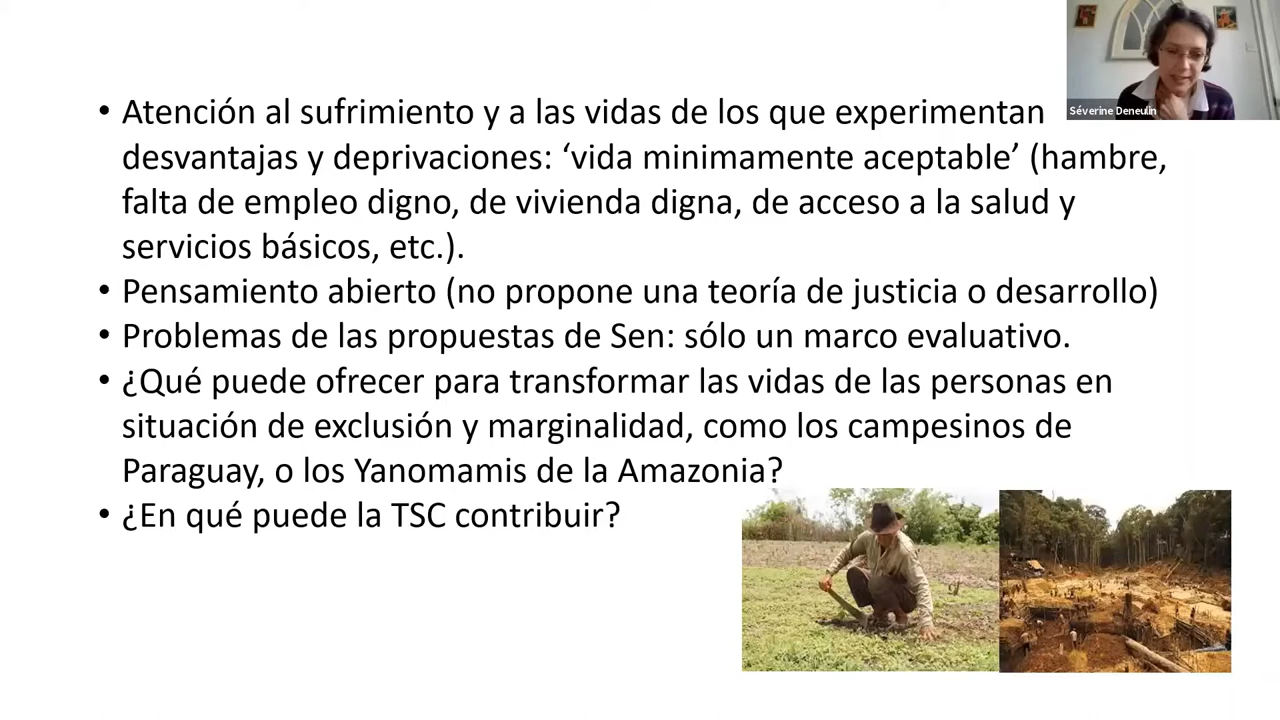 • Atención al sufrimiento y a las vidas de los que experimentan
desvantajas y deprivaciones: ‘vida minimamente aceptable’ (hambre,
falta de empleo digno, de vivienda digna, de acceso a la salud y
servicios básicos, etc.).
• Pensamiento abierto (no propone una teoría de justicia o desarrollo)
• Problemas de las propuestas de Sen: sólo un marco evaluativo.
• ¿Qué puede ofrecer para transformar las vidas de las personas en
situación de exclusión y marginalidad, como los campesinos de
Paraguay, o los Yanomamis de la Amazonia?
• ¿En qué puede la TSC contribuir?
Séverine Deneulin